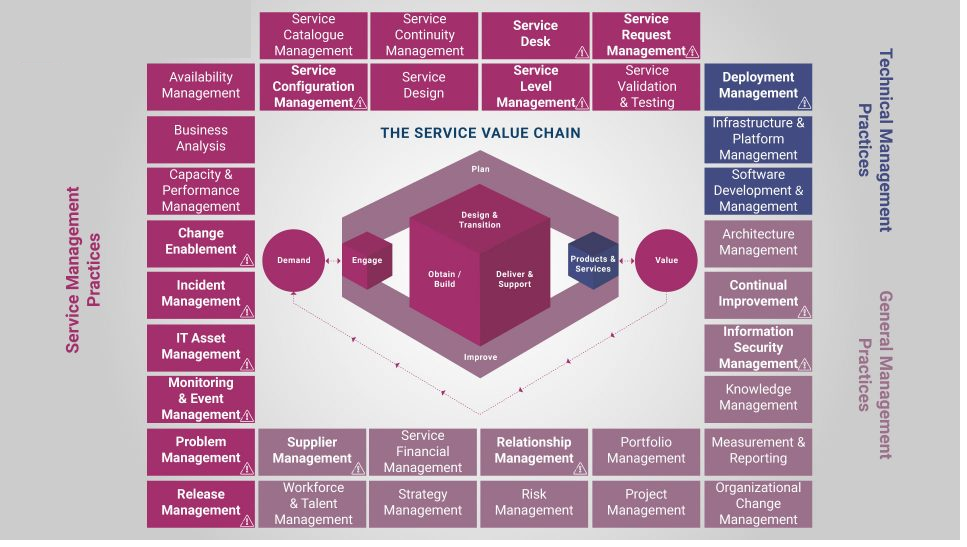 Service
Catalogue
Management
Service
Continuity
Management
Service
Desk
Service
Request
Management
Availability
Management
Service
Configuration
Management
Service
Design
Service
Level
Management
Service
Validation
& Testing
Deployment
Management
Business
Analysis
THE SERVICE VALUE CHAIN
Infrastructure &
Platform
Management
Capacity &
Performance
Management
Plan
Software
Development &
Management
Change
Enablement
Design &
Transition
Architecture
Management
Demand
Engage
Obtain /
Build
Deliver &
Support
Products &
Services
Value
Incident
Management
Continual
Improvement
IT Asset
Management
Improve
Information
Security
Management
Monitoring
& Event
Management
Knowledge
Management
Problem
Management
Supplier
Management
Service
Financial
Management
Relationship
Management
Portfolio
Management
Measurement &
Reporting
Release
Management
Workforce
& Talent
Management
Strategy
Management
Risk
Management
Project
Management
Organizational
Change
Management
Service Management
Practices
Technical Management
Practices
General Management
Practices